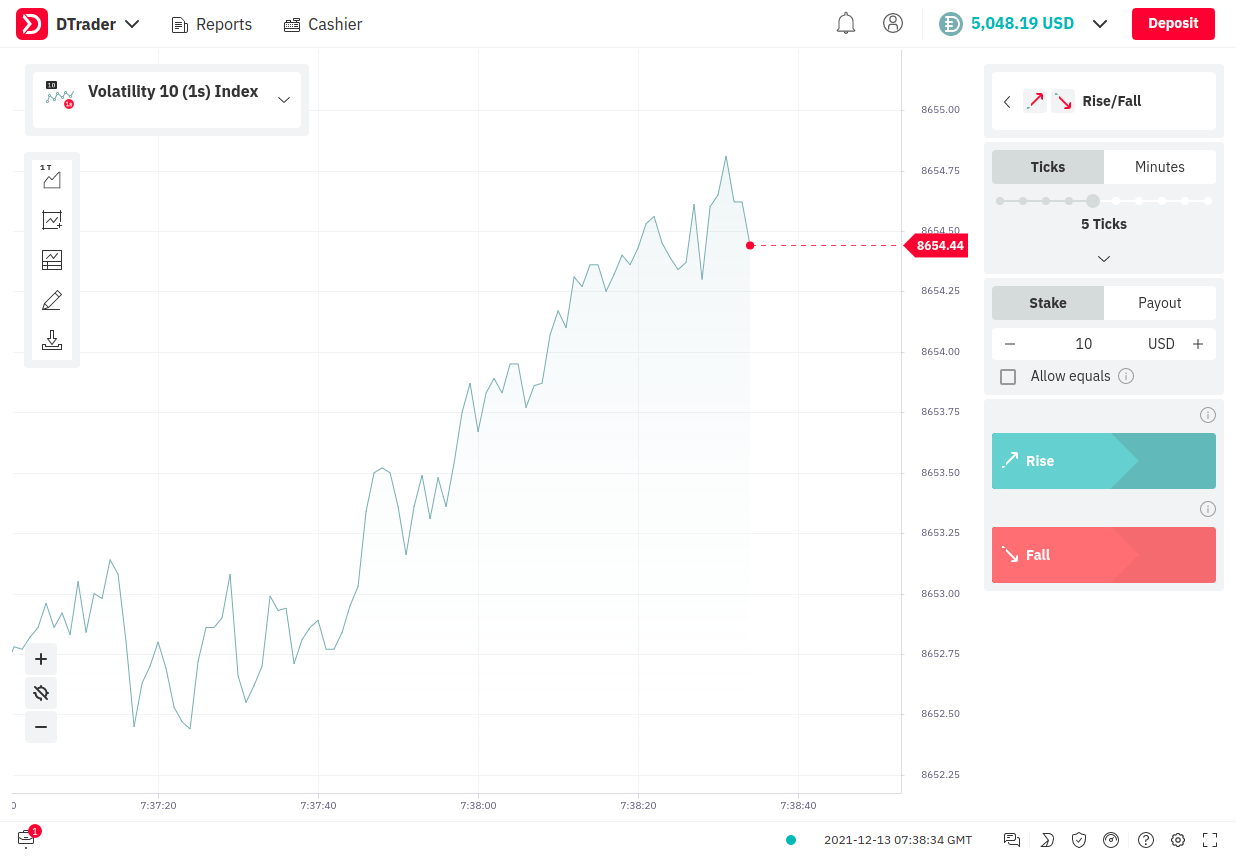 DTrader
Reports
Cashier
5,048.19 USD
Deposit
10
1s
Volatility 10 (1s) Index
1 T
8655.00
8654.75
8654.50
8654.44
8654.25
8654.00
8653.75
8653.50
8653.25
8653.00
8652.75
8652.50
8652.25
0
7:37:20
7:37:40
7:38:00
7:38:20
7:38:40
Rise/Fall
Ticks
Minutes
5 Ticks
Stake
Payout
10
USD
Allow equals
Rise
Fall
1
2021-12-13 07:38:34 GMT